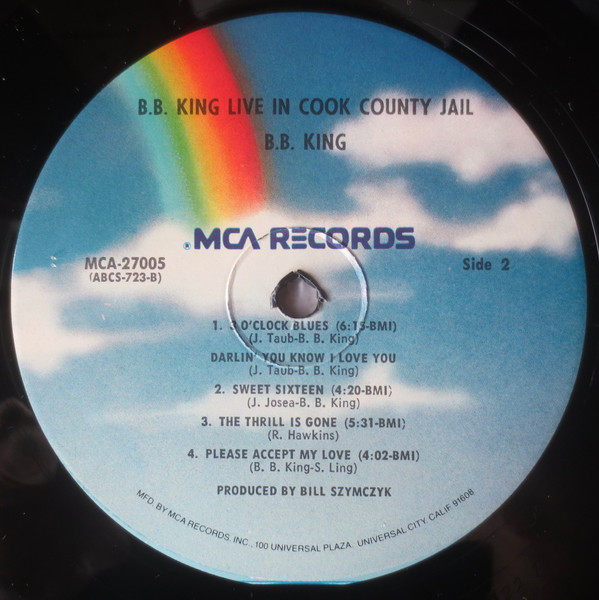 B.B. KING LIVE IN COOK COUNTY JAIL
B.B. KING
®MCA RECORDS
MCA-27005
(ABCS-723-B)
Side 2
1. 3 O'CLOCK BLUES (6:15-BMI)
(J. Taub-B. B. King)
DARLIN' YOU KNOW I LOVE YOU
(J. Taub-B. B. King)
2. SWEET SIXTEEN (4:20-BMI)
(J. Josea-B. B. King)
3. THE THRILL IS GONE (5:31-BMI)
(R. Hawkins)
4. PLEASE ACCEPT MY LOVE (4:02-BMI)
(B. B. King-S. Ling)
PRODUCED BY BILL SZYMCZYK
MFD. BY MCA RECORDS, INC., 100 UNIVERSAL PLAZA, UNIVERSAL CITY, CALIF. 91608